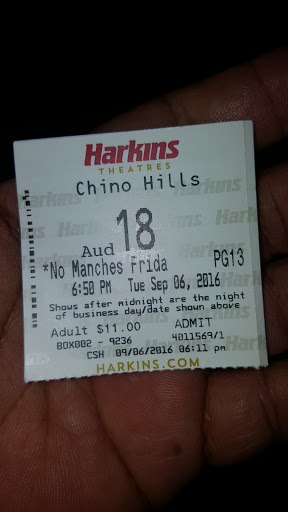 Harkins
THEATRES
Chino Hills
Aud 18
*No Manches Frida PG13
6:50 PM Tue Sep 06, 2016
Shows after midnight are the night
of business day/date shown above
Adult $11.00 ADMIT
BOX002 - 9236 4011569/1
CSH 09/06/2016 06:11 pm
HARKINS.COM